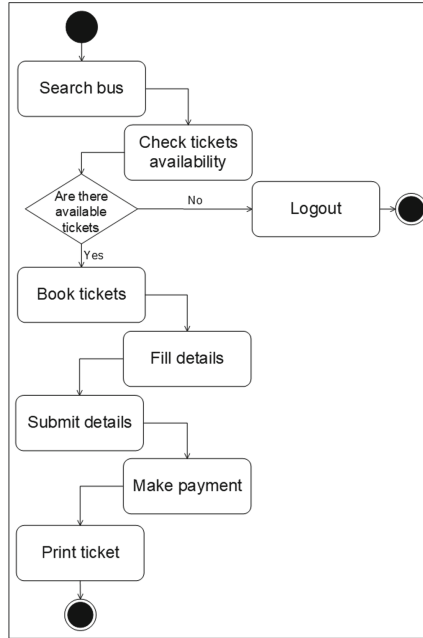 Search bus
Check tickets
availability
Are there
available
tickets
No
Logout
Yes
Book tickets
Fill details
Submit details
Make payment
Print ticket